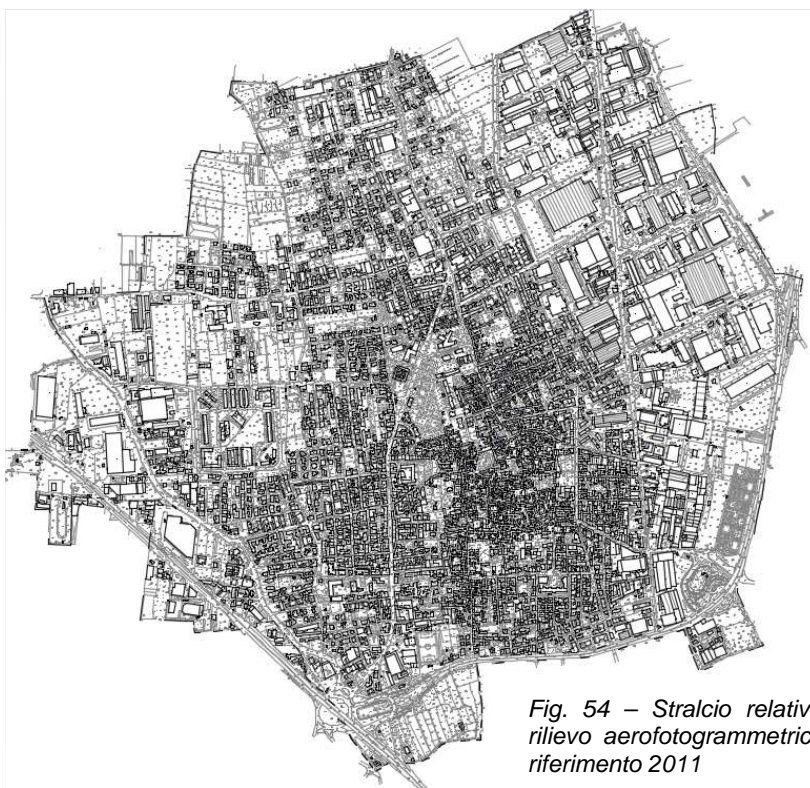 Fig. 54 – Stralcio relativ
rilievo aerofotogrammetric
riferimento 2011